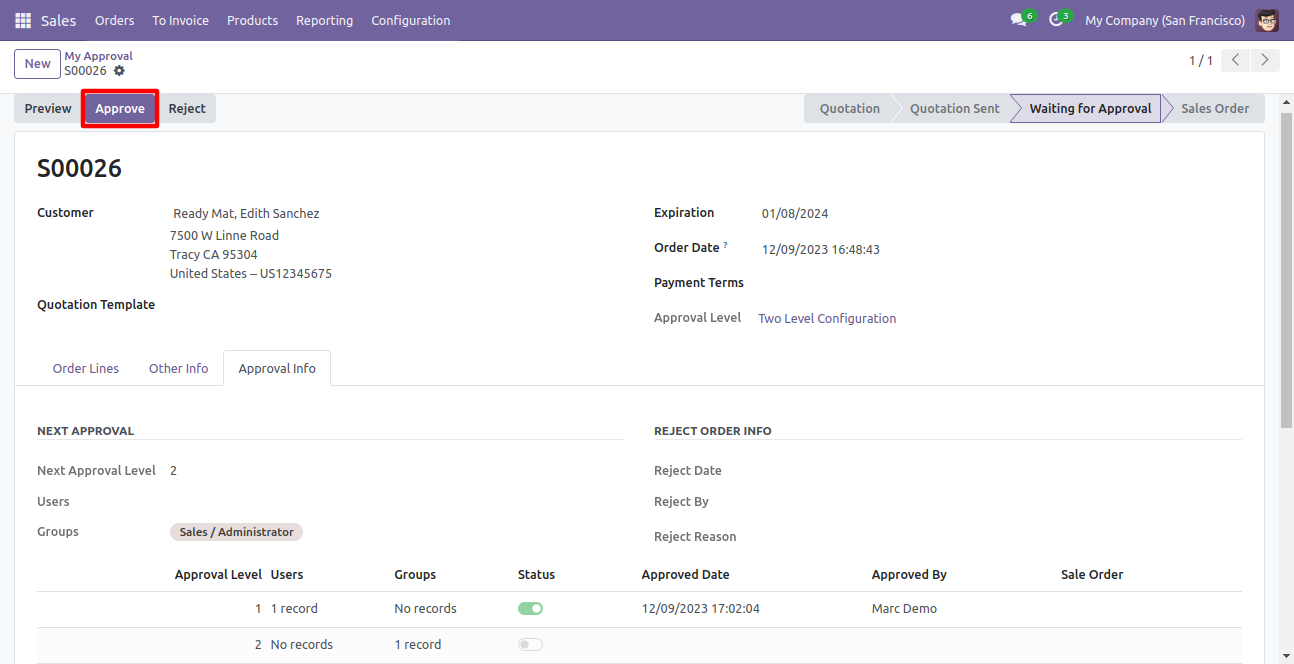 Sales Orders To Invoice Products Reporting Configuration 6 3 My Company (San Francisco)
New My Approval 1 / 1
S00026
Preview Approve Reject Quotation Quotation Sent Waiting for Approval Sales Order
S00026
Customer Ready Mat, Edith Sanchez Expiration 01/08/2024
7500 W Linne Road
Tracy CA 95304 Order Date ? 12/09/2023 16:48:43
United States – US12345675
Payment Terms
Quotation Template
Approval Level Two Level Configuration
Order Lines Other Info Approval Info
NEXT APPROVAL REJECT ORDER INFO
Next Approval Level 2 Reject Date
Users Reject By
Groups Sales / Administrator Reject Reason
Approval Level Users Groups Status Approved Date Approved By Sale Order
1 1 record No records 12/09/2023 17:02:04 Marc Demo
2 No records 1 record